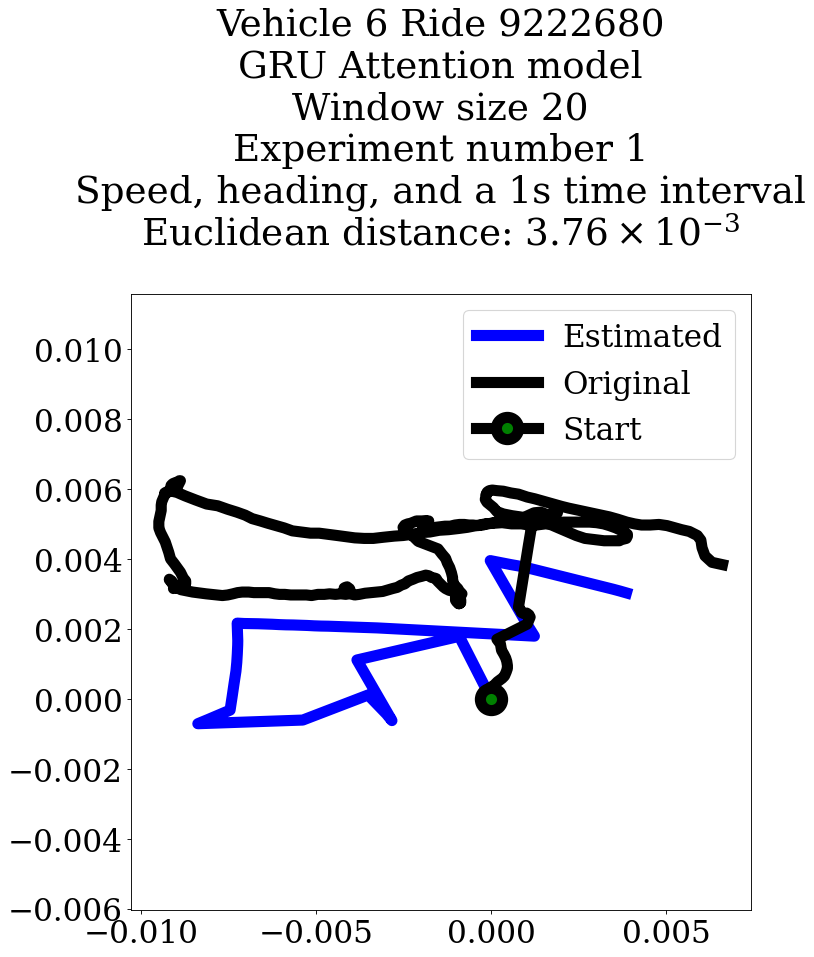 Vehicle 6 Ride 9222680
GRU Attention model
Window size 20
Experiment number 1
Speed, heading, and a 1s time interval
Euclidean distance: 3.76 × 10⁻³
Estimated
Original
Start
0.010
0.008
0.006
0.004
0.002
0.000
−0.002
−0.004
−0.006
−0.010
−0.005
0.000
0.005